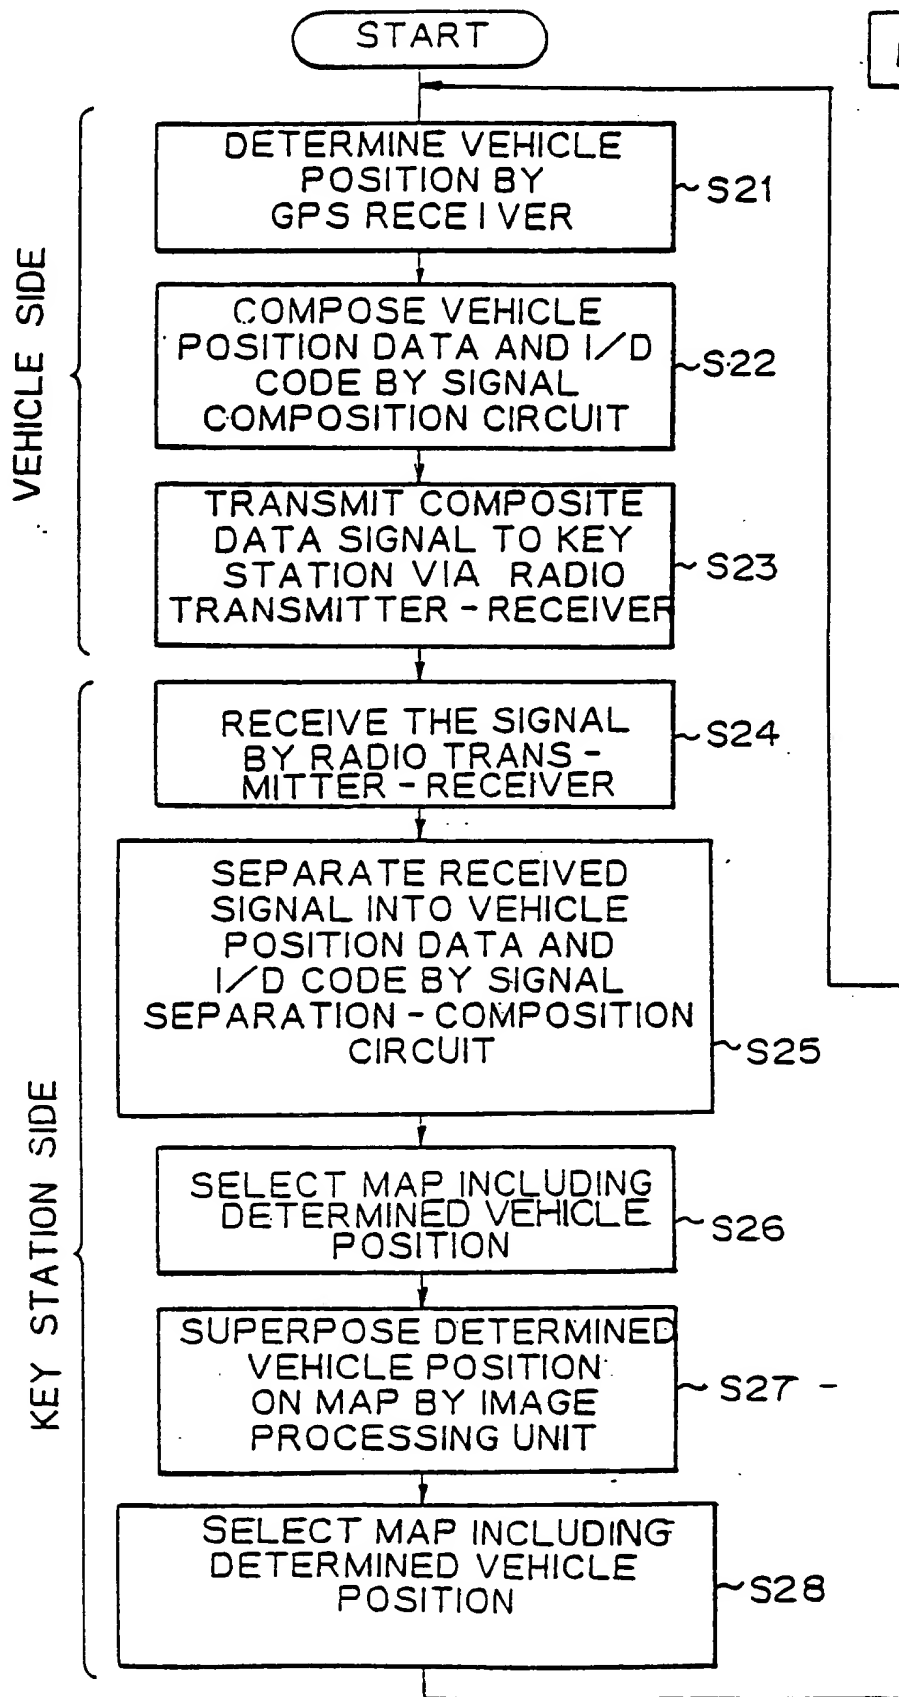 START
VEHICLE SIDE
DETERMINE VEHICLE
POSITION BY
GPS RECEIVER
S21
COMPOSE VEHICLE
POSITION DATA AND I/D
CODE BY SIGNAL
COMPOSITION CIRCUIT
S22
TRANSMIT COMPOSITE
DATA SIGNAL TO KEY
STATION VIA RADIO
TRANSMITTER-RECEIVER
S23
KEY STATION SIDE
RECEIVE THE SIGNAL
BY RADIO TRANS-
MITTER-RECEIVER
S24
SEPARATE RECEIVED
SIGNAL INTO VEHICLE
POSITION DATA AND
I/D CODE BY SIGNAL
SEPARATION-COMPOSITION
CIRCUIT
S25
SELECT MAP INCLUDING
DETERMINED VEHICLE
POSITION
S26
SUPERPOSE DETERMINED
VEHICLE POSITION
ON MAP BY IMAGE
PROCESSING UNIT
S27
SELECT MAP INCLUDING
DETERMINED VEHICLE
POSITION
S28